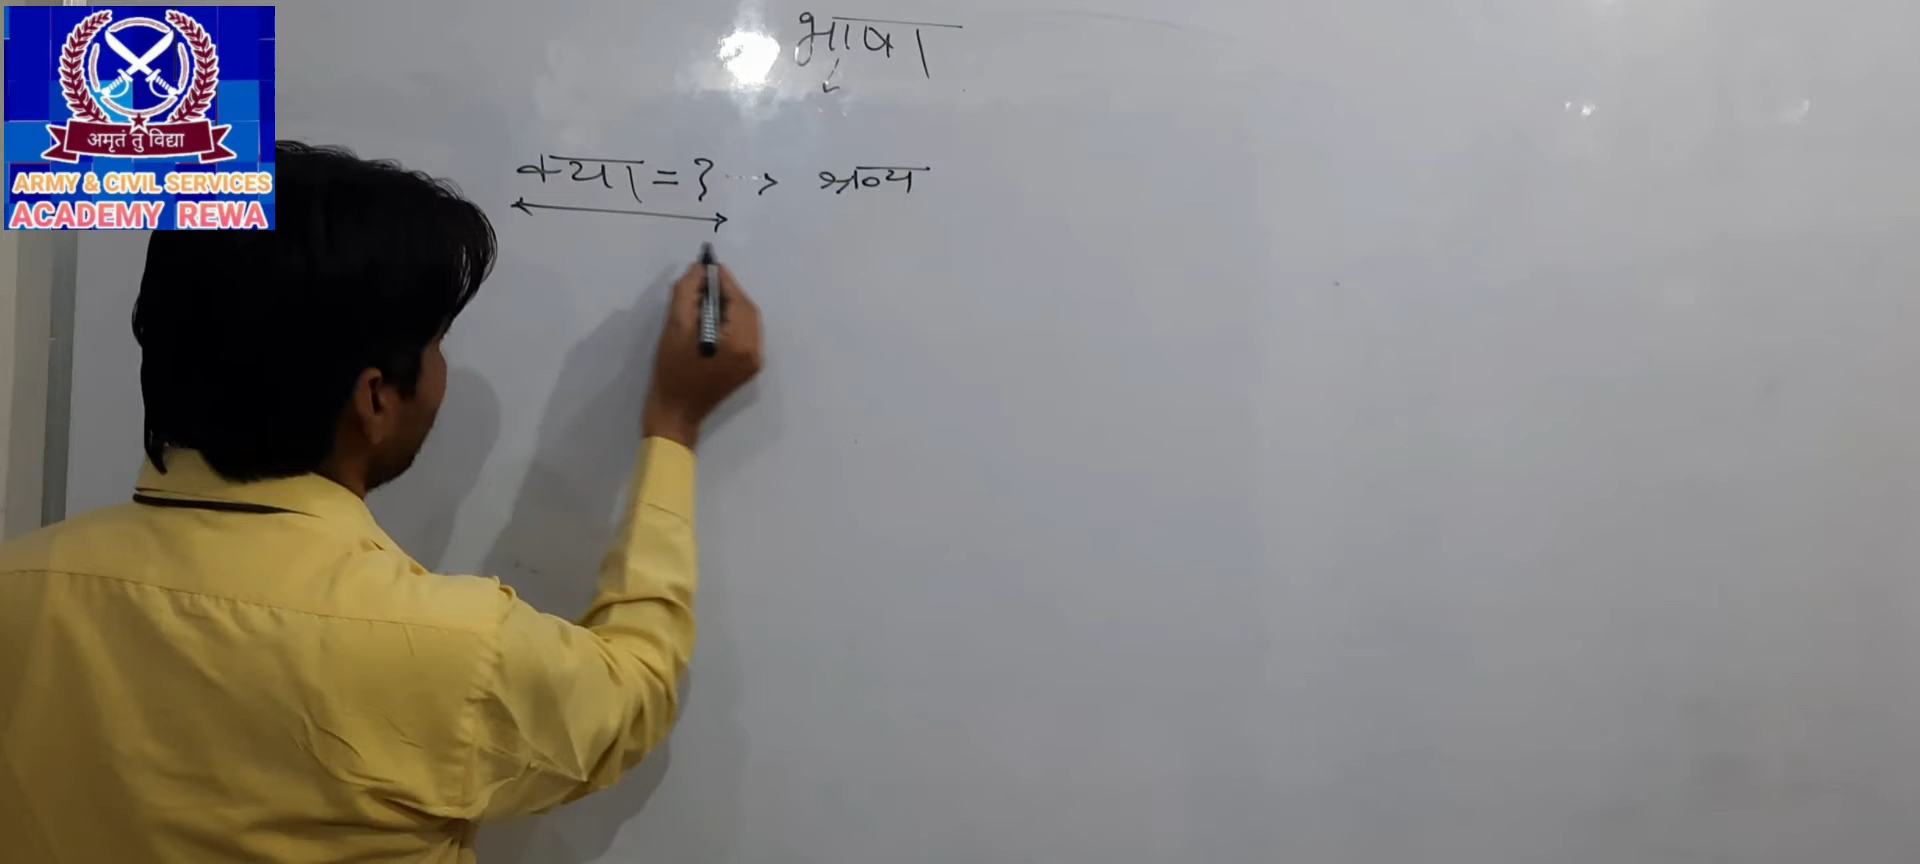 अमृतं तु विद्या
ARMY & CIVIL SERVICES
ACADEMY REWA
भाषा
क्या = ? → श्रव्य